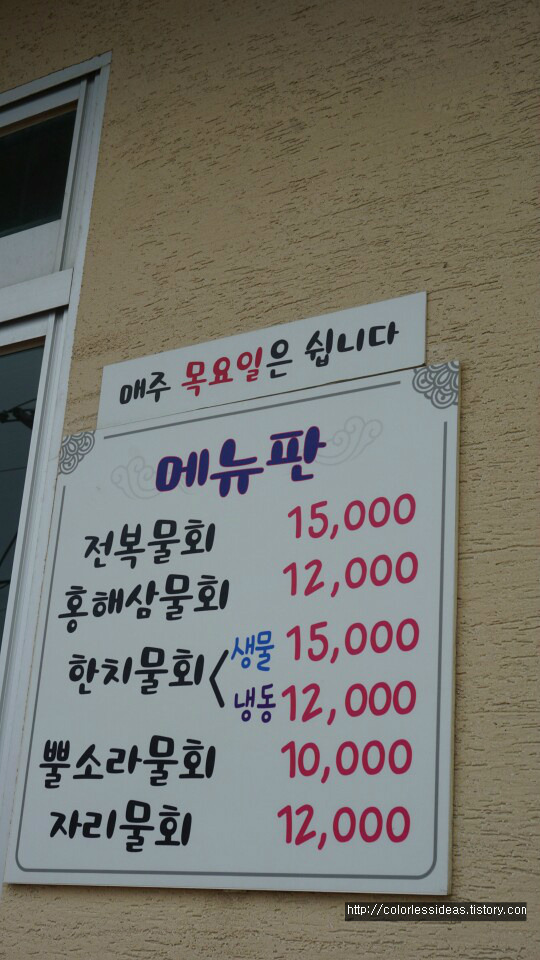 매주 목요일은 쉽니다
메뉴판
전복물회 15,000
홍해삼물회 12,000
한치물회 < 생물 15,000
냉동 12,000
뿔소라물회 10,000
자리물회 12,000
http://colorlessideas.tistory.com